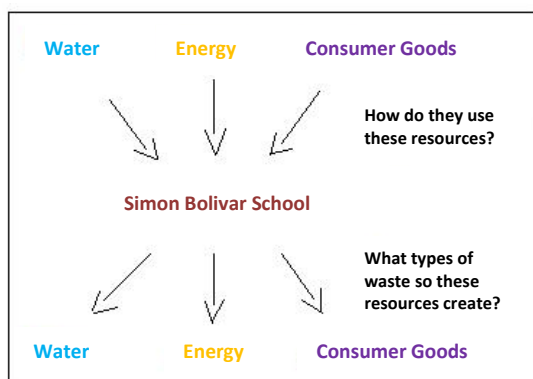 Water Energy Consumer Goods
How do they use
these resources?
Simon Bolivar School
What types of
waste so these
resources create?
Water Energy Consumer Goods